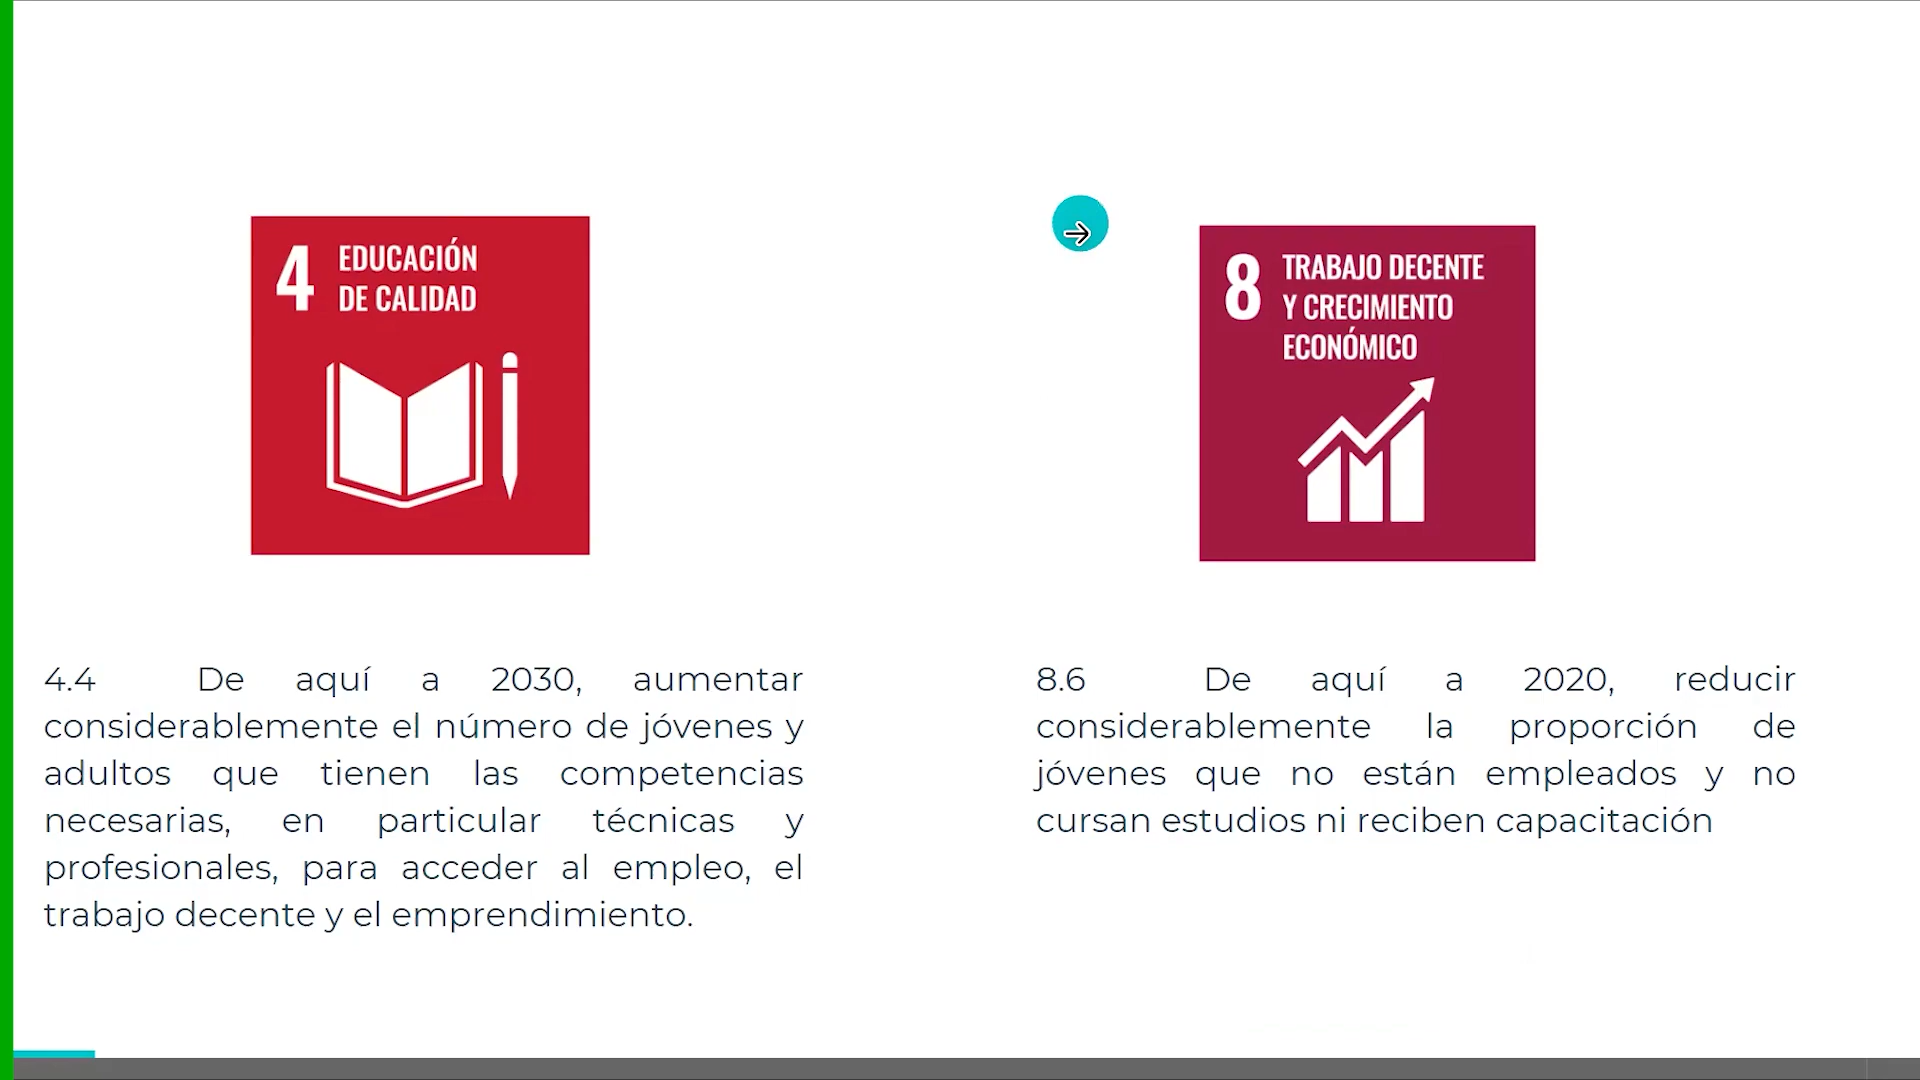 4 EDUCACIÓN
DE CALIDAD
4.4 De aquí a 2030, aumentar
considerablemente el número de jóvenes y
adultos que tienen las competencias
necesarias, en particular técnicas y
profesionales, para acceder al empleo, el
trabajo decente y el emprendimiento.
8 TRABAJO DECENTE
Y CRECIMIENTO
ECONÓMICO
8.6 De aquí a 2020, reducir
considerablemente la proporción de
jóvenes que no están empleados y no
cursan estudios ni reciben capacitación